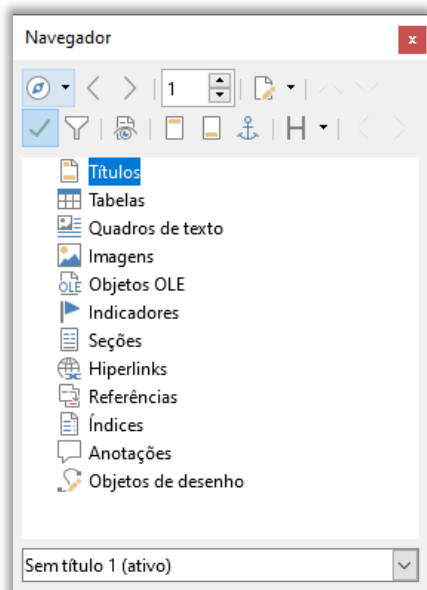 Navegador
x
1
H
Títulos
Tabelas
Quadros de texto
Imagens
OLE Objetos OLE
Indicadores
Seções
Hiperlinks
Referências
Índices
Anotações
Objetos de desenho
Sem título 1 (ativo)